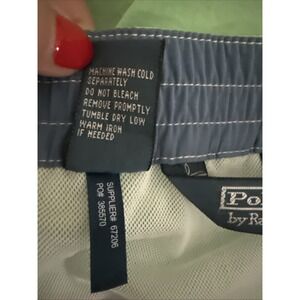 MACHINE WASH COLD
SEPARATELY
DO NOT BLEACH
REMOVE PROMPTLY
TUMBLE DRY LOW
WARM IRON
IF NEEDED
SUPPLIER# 67206
PO# 385570
Po
by Ra